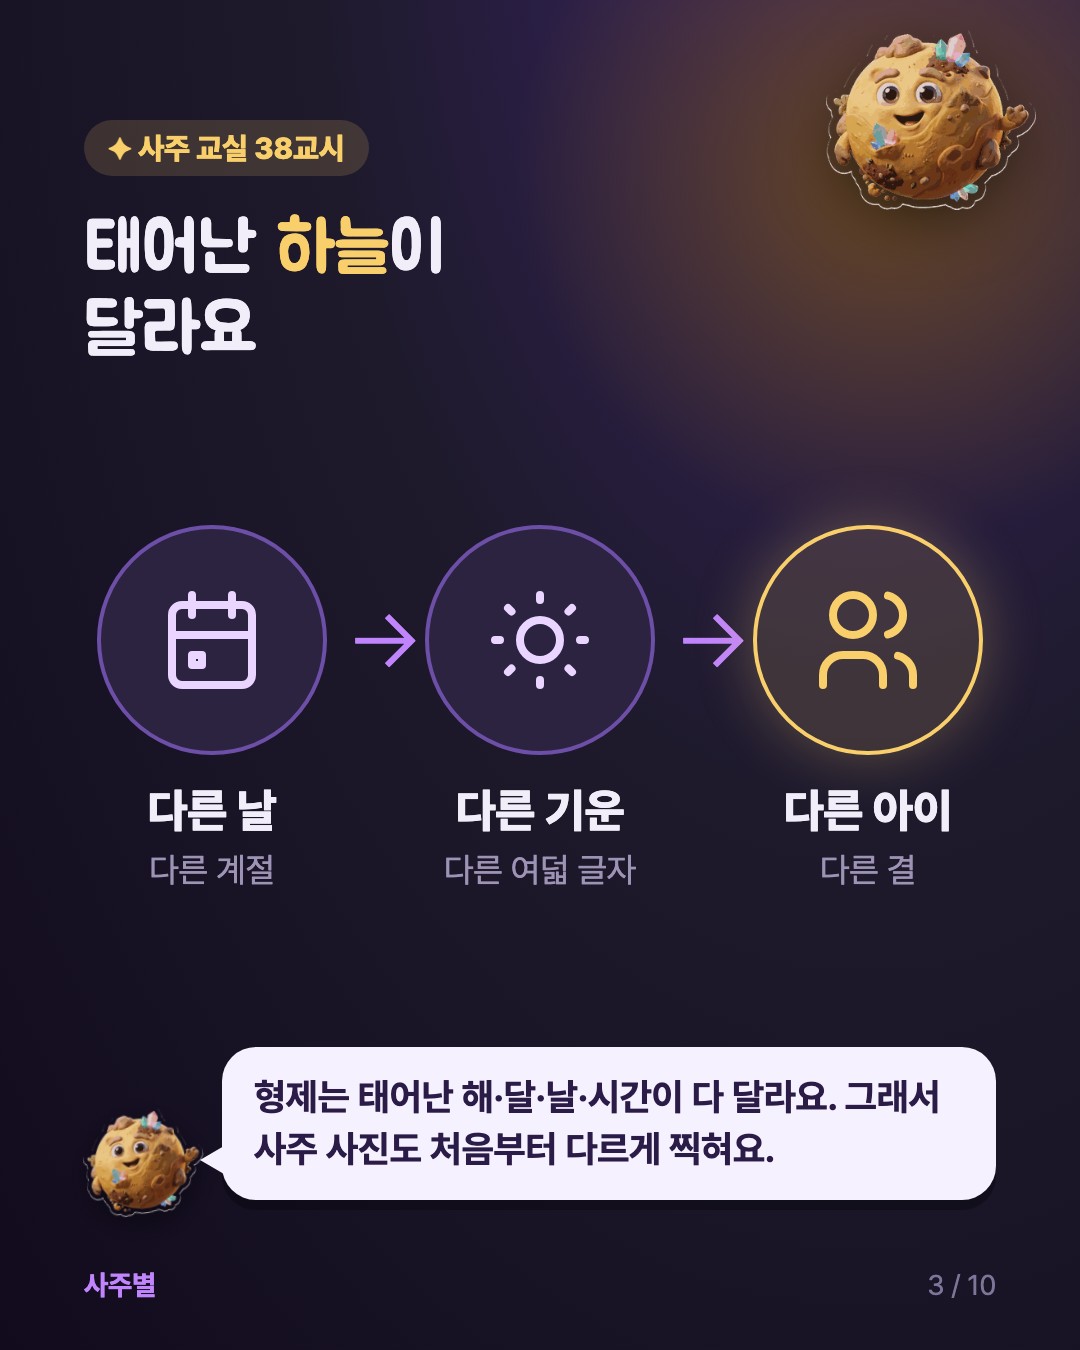 ✦ 사주 교실 38교시
태어난 하늘이
달라요
다른 날
다른 계절
다른 기운
다른 여덟 글자
다른 아이
다른 결
형제는 태어난 해·달·날·시간이 다 달라요. 그래서
사주 사진도 처음부터 다르게 찍혀요.
사주별
3 / 10